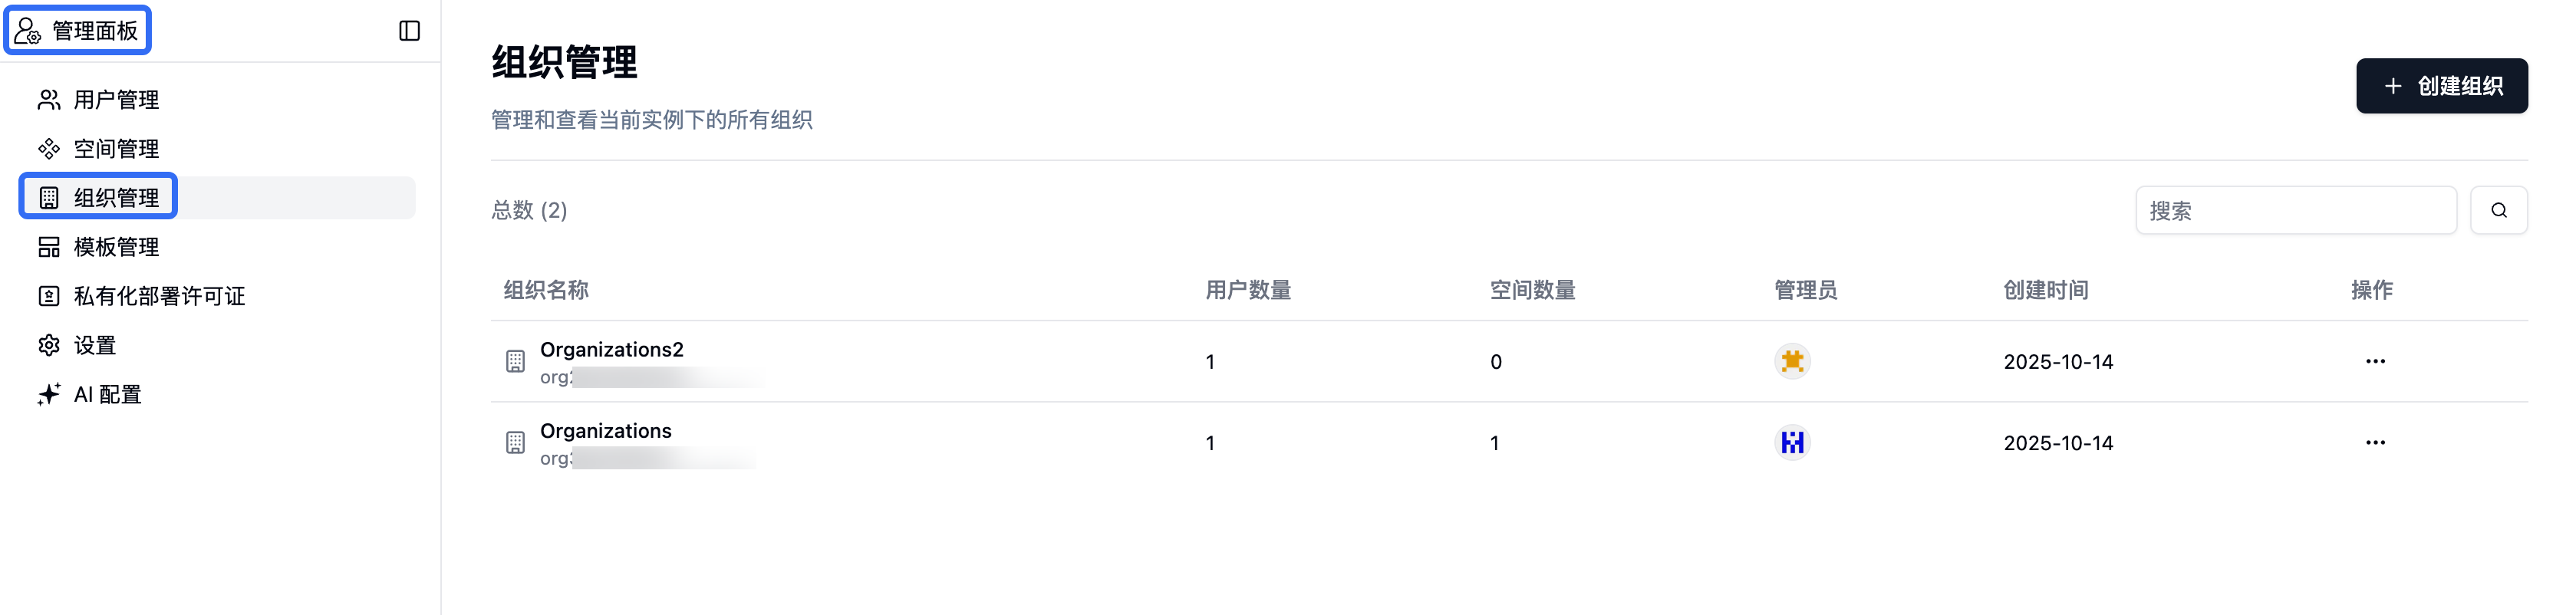 管理面板
用户管理
空间管理
组织管理
模板管理
私有化部署许可证
设置
AI 配置
组织管理
管理和查看当前实例下的所有组织
创建组织
总数 (2)
搜索
组织名称 用户数量 空间数量 管理员 创建时间 操作
Organizations2
1 0 2025-10-14
Organizations
1 1 2025-10-14